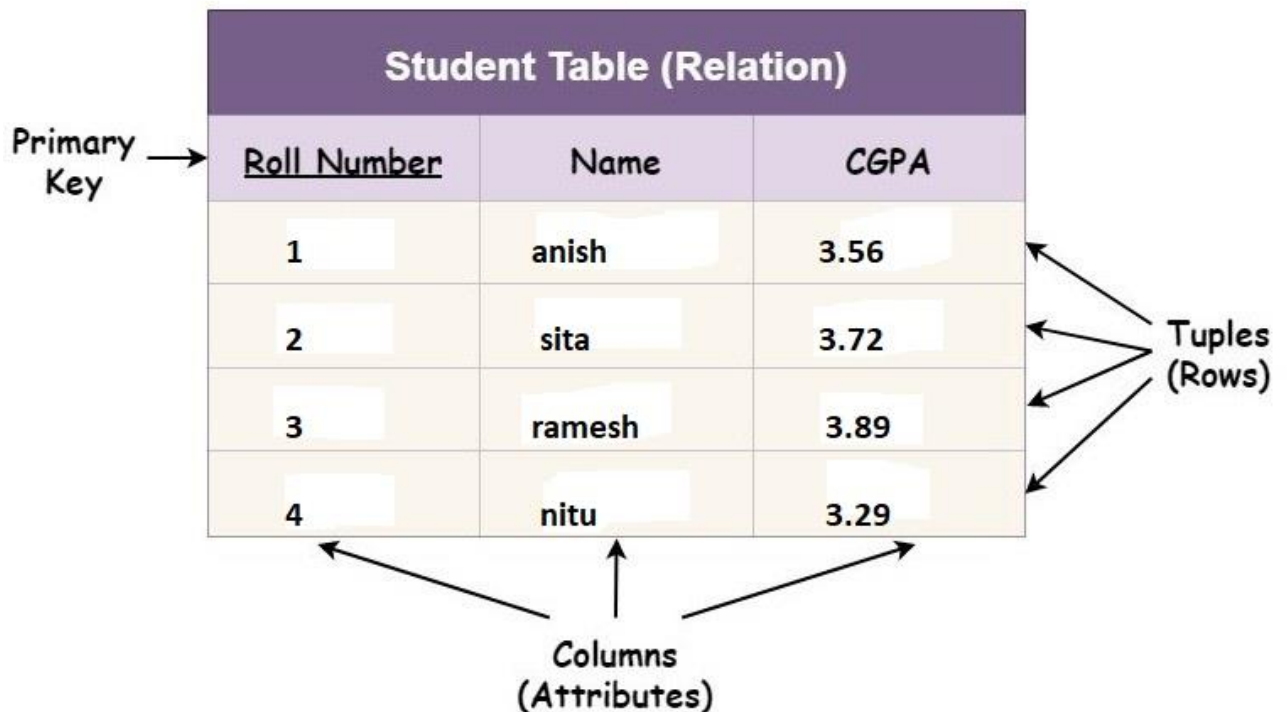 Student Table (Relation)
Primary
Key
Roll Number Name CGPA
1 anish 3.56
2 sita 3.72
3 ramesh 3.89
4 nitu 3.29
Tuples
(Rows)
Columns
(Attributes)